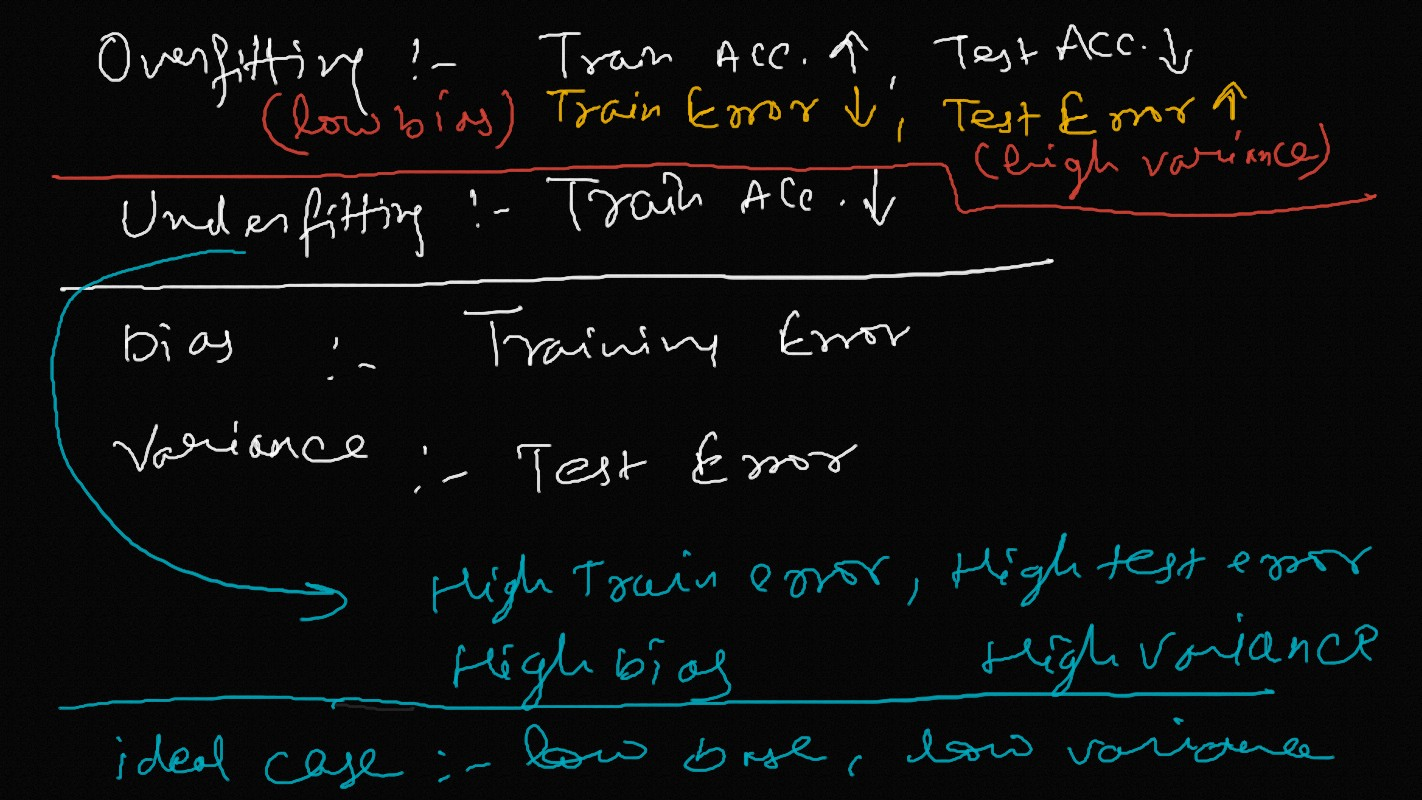 Overfitting :- Train Acc. ↑, Test Acc. ↓
(low bias) Train Error ↓, Test Error ↑
(high variance)
Underfitting :- Train Acc. ↓
bias :- Training Error
Variance :- Test Error
High Train error, High test error
High bias High variance
ideal case :- low base, low variance